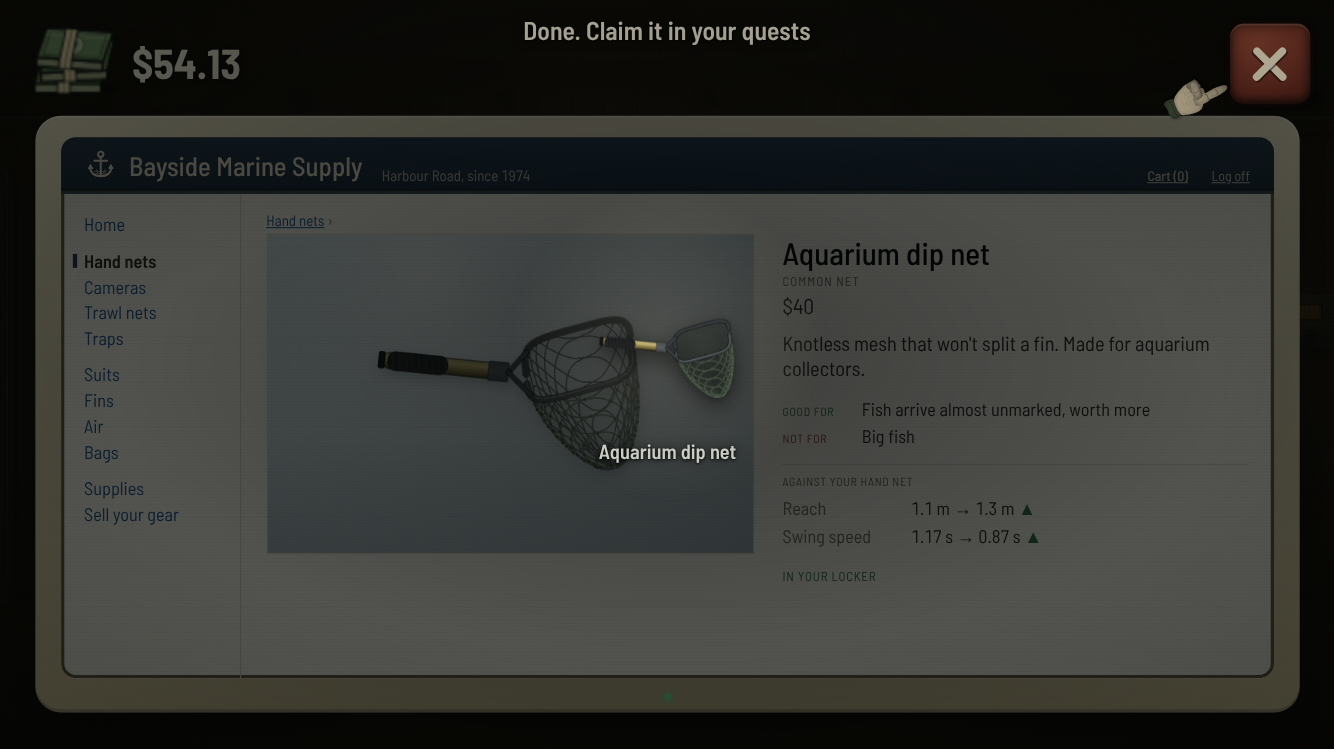 Done. Claim it in your quests
$54.13
Bayside Marine Supply
Harbour Road, since 1974
Cart (0)
Log off
Home
Hand nets
Cameras
Trawl nets
Traps
Suits
Fins
Air
Bags
Supplies
Sell your gear
Hand nets ›
Aquarium dip net
Aquarium dip net
COMMON NET
$40
Knotless mesh that won't split a fin. Made for aquarium
collectors.
GOOD FOR Fish arrive almost unmarked, worth more
NOT FOR Big fish
AGAINST YOUR HAND NET
Reach 1.1 m → 1.3 m ▲
Swing speed 1.17 s → 0.87 s ▲
IN YOUR LOCKER